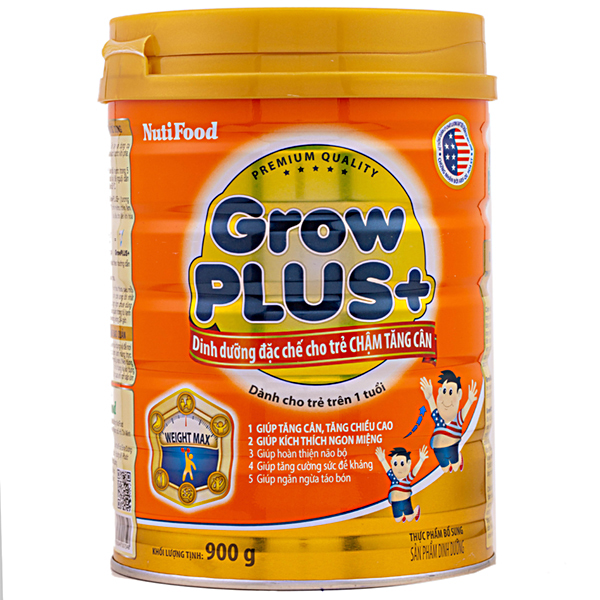 NutiFood
PREMIUM QUALITY
Grow
PLUS+
Dinh dưỡng đặc chế cho trẻ CHẬM TĂNG CÂN
Dành cho trẻ trên 1 tuổi
1 GIÚP TĂNG CÂN, TĂNG CHIỀU CAO
2 GIÚP KÍCH THÍCH NGON MIỆNG
3 Giúp hoàn thiện não bộ
4 Giúp tăng cường sức đề kháng
5 Giúp ngăn ngừa táo bón
WEIGHT MAX
KHỐI LƯỢNG TỊNH: 900 g
THỰC PHẨM BỔ SUNG
SẢN PHẨM DINH DƯỠNG